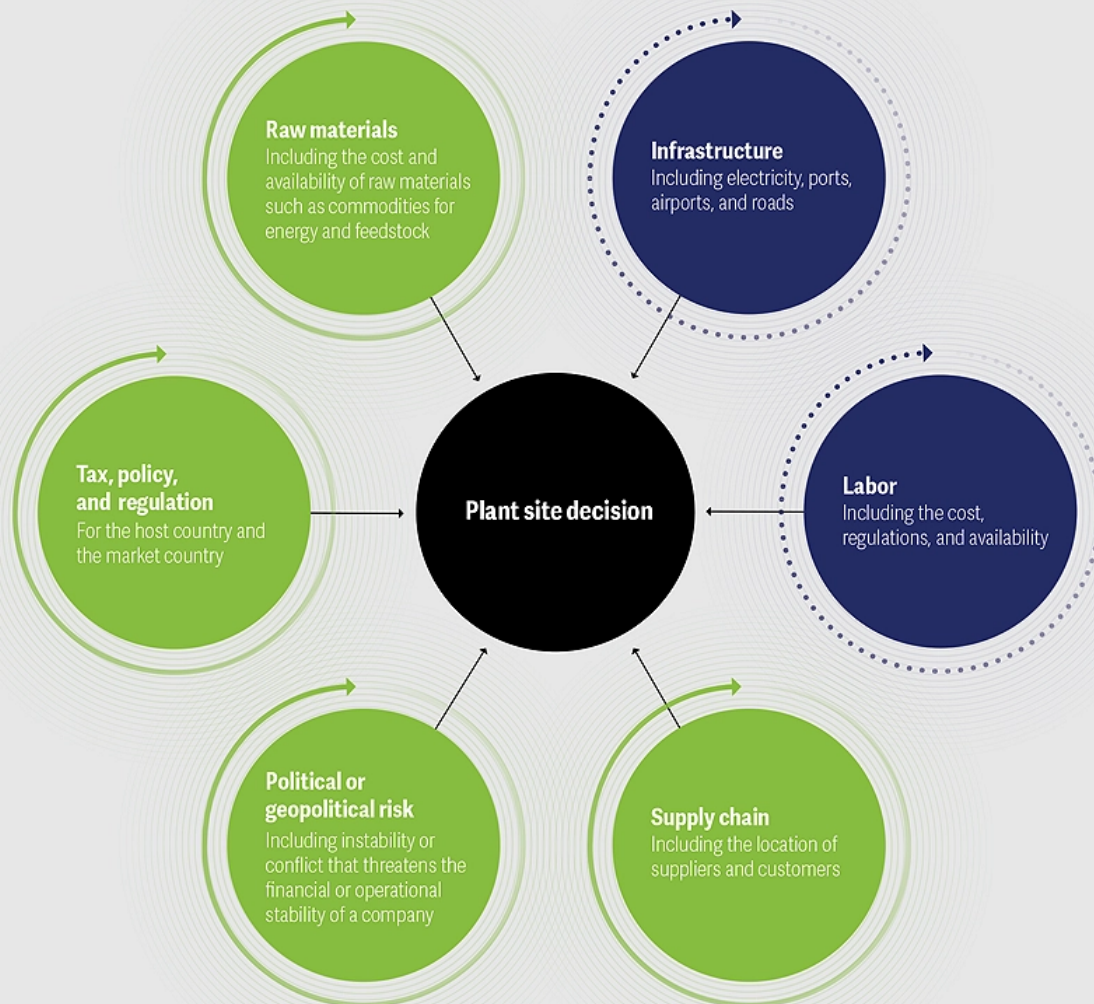 Raw materials
Including the cost and
availability of raw materials
such as commodities for
energy and feedstock
Infrastructure
Including electricity, ports,
airports, and roads
Tax, policy,
and regulation
For the host country and
the market country
Plant site decision
Labor
Including the cost,
regulations, and availability
Political or
geopolitical risk
Including instability or
conflict that threatens the
financial or operational
stability of a company
Supply chain
Including the location of
suppliers and customers